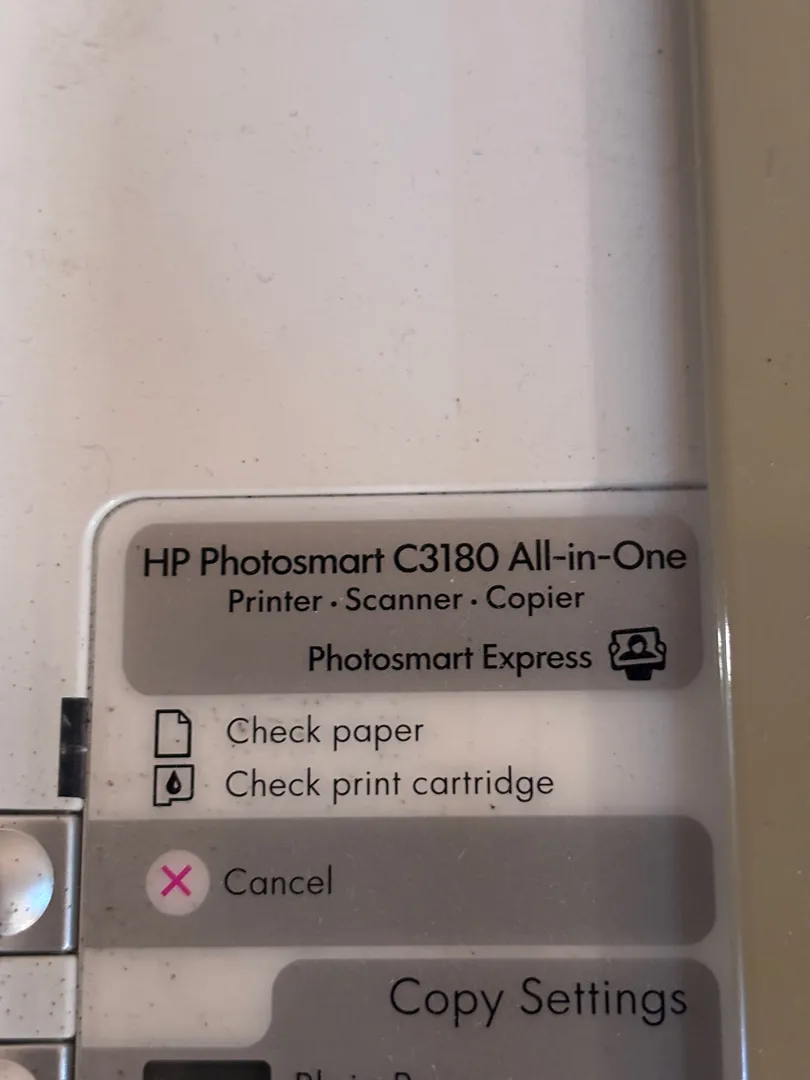 HP Photosmart C3180 All-in-One
Printer • Scanner • Copier
Photosmart Express
Check paper
Check print cartridge
Cancel
Copy Settings